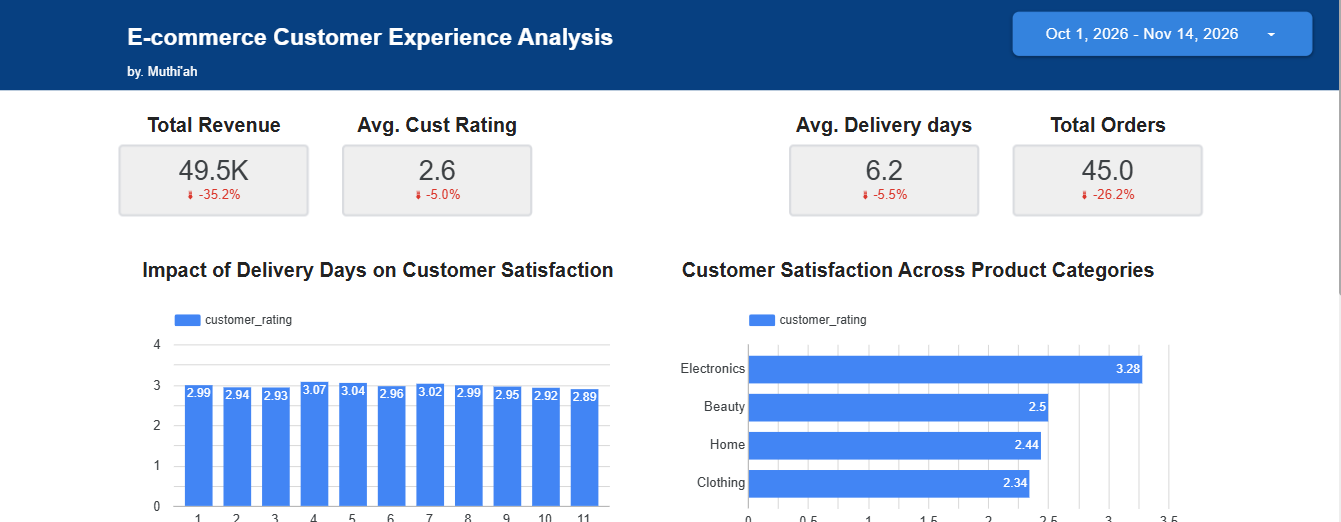 E-commerce Customer Experience Analysis
by. Muthi'ah
Oct 1, 2026 - Nov 14, 2026
Total Revenue
49.5K
-35.2%
Avg. Cust Rating
2.6
-5.0%
Avg. Delivery days
6.2
-5.5%
Total Orders
45.0
-26.2%
Impact of Delivery Days on Customer Satisfaction
customer_rating
4
3
2
1
0
2.99 2.94 2.93 3.07 3.04 2.96 3.02 2.99 2.95 2.92 2.89
1 2 3 4 5 6 7 8 9 10 11
Customer Satisfaction Across Product Categories
customer_rating
Electronics 3.28
Beauty 2.5
Home 2.44
Clothing 2.34
0 0.5 1 1.5 2 2.5 3 3.5